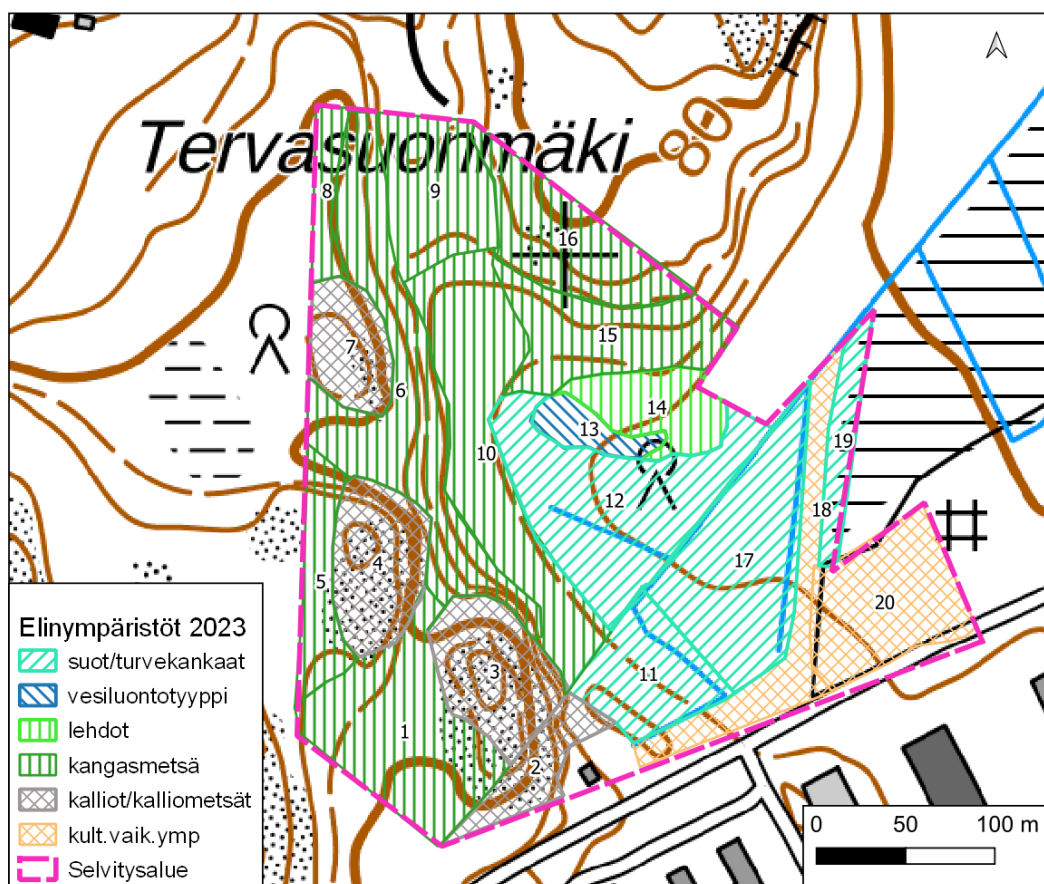 Tervasuonmäki
80
8
9
16
15
7
6
14
13
10
12
19
18
4
5
17
20
3
11
1
2
Elinympäristöt 2023
suot/turvekankaat
vesiluontotyyppi
lehdot
kangasmetsä
kalliot/kalliometsät
kult.vaik.ymp
Selvitysalue
0 50 100 m